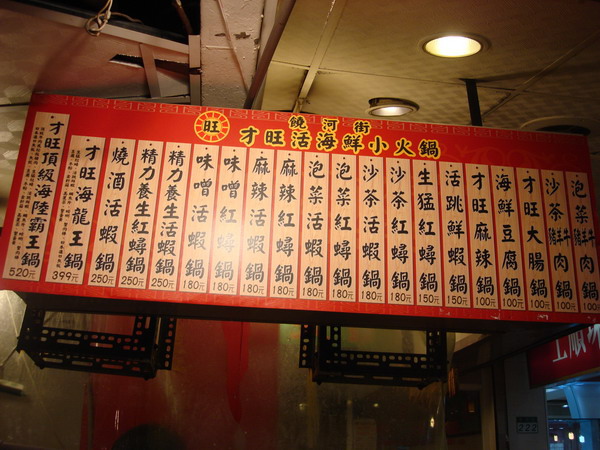 饒河街
旺 才旺活海鮮小火鍋
才旺頂級海陸霸王鍋 520元
才旺海龍王鍋 399元
燒酒活蝦鍋 250元
精力養生紅蟳鍋 250元
精力養生活蝦鍋 250元
味噌活蝦鍋 180元
味噌紅蟳鍋 180元
麻辣活蝦鍋 180元
麻辣紅蟳鍋 180元
泡菜活蝦鍋 180元
泡菜紅蟳鍋 180元
沙茶活蝦鍋 180元
沙茶紅蟳鍋 180元
生猛紅蟳鍋 150元
活跳鮮蝦鍋 150元
才旺麻辣鍋 100元
海鮮豆腐鍋 100元
才旺大腸鍋 100元
沙茶豬牛肉鍋 100元
泡菜豬牛肉鍋 100元
222